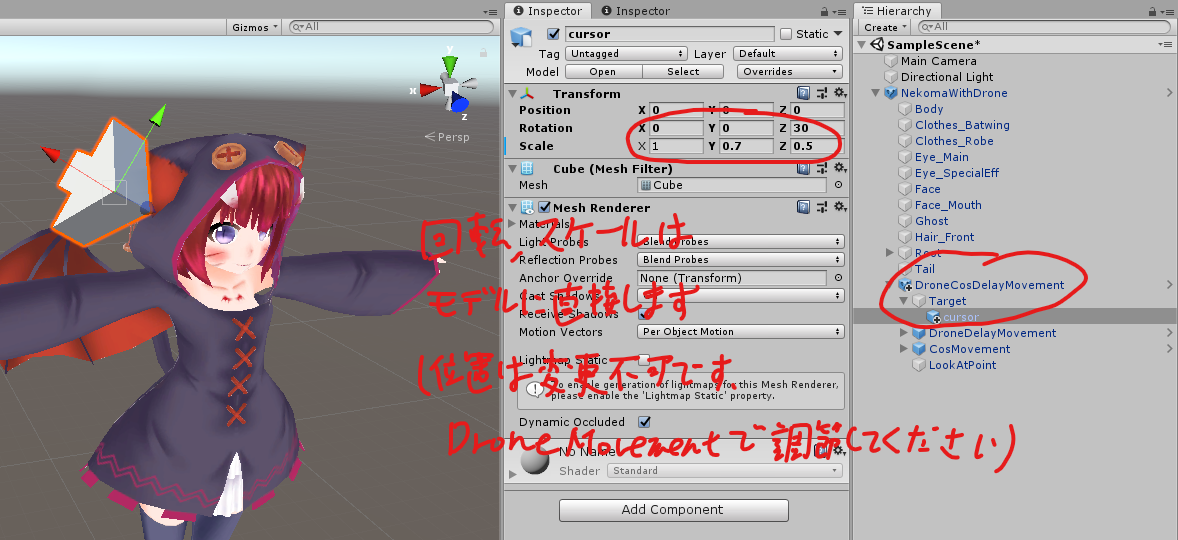 Gizmos
All
y
x
z
Persp
Inspector
Inspector
cursor
Static
Tag Untagged Layer Default
Model Open Select Overrides
Transform
Position X 0 Y 0 Z 0
Rotation X 0 Y 0 Z 30
Scale X 1 Y 0.7 Z 0.5
Cube (Mesh Filter)
Mesh Cube
Mesh Renderer
Materials
Light Probes Blend Probes
Reflection Probes Blend Probes
Anchor Override None (Transform)
Cast Shadows
Receive Shadows
Motion Vectors Per Object Motion
Lightmap Static
To enable generation of lightmaps for this Mesh Renderer,
please enable the 'Lightmap Static' property.
Dynamic Occluded
No Name
Shader Standard
Add Component
回転、スケールは
モデルに直接します
(位置は変更不可です。
Drone Movementで調節してください)
Hierarchy
Create All
SampleScene*
Main Camera
Directional Light
NekomaWithDrone
Body
Clothes_Batwing
Clothes_Robe
Eye_Main
Eye_SpecialEff
Face
Face_Mouth
Ghost
Hair_Front
Root
Tail
DroneCosDelayMovement
Target
cursor
DroneDelayMovement
CosMovement
LookAtPoint